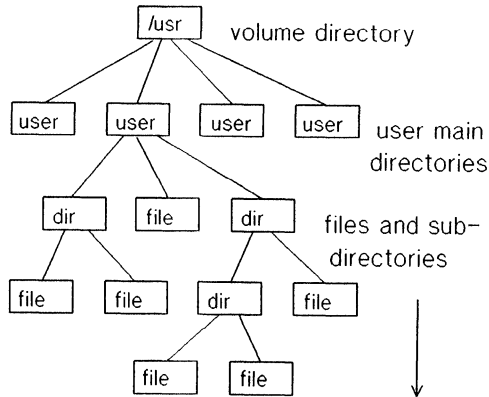 /usr
volume directory
user user user user
user main
directories
dir file dir
files and sub-
directories
file file dir file
file file